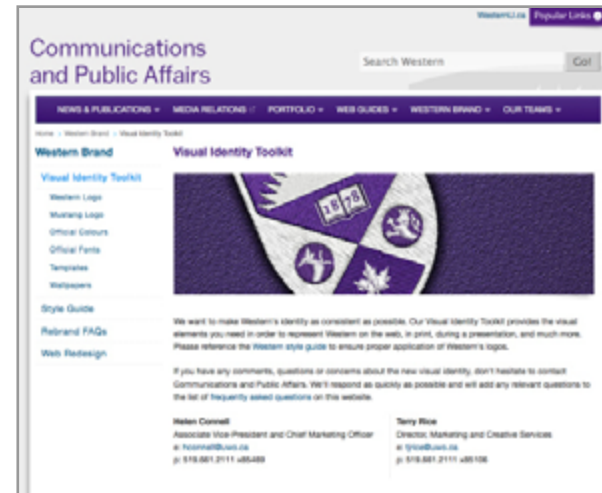 WesternU.ca Popular Links
Communications
and Public Affairs
Search Western Go!
NEWS & PUBLICATIONS MEDIA RELATIONS PORTFOLIO WEB GUIDES WESTERN BRAND OUR TEAMS
Home > Western Brand > Visual Identity Toolkit
Western Brand
Visual Identity Toolkit
Western Logo
Mustang Logo
Official Colours
Official Fonts
Templates
Wallpapers
Style Guide
Rebrand FAQs
Web Redesign
Visual Identity Toolkit
1878
We want to make Western's identity as consistent as possible. Our Visual Identity Toolkit provides the visual
elements you need in order to represent Western on the web, in print, during a presentation, and much more.
Please reference the Western style guide to ensure proper application of Western's logos.
If you have any comments, questions or concerns about the new visual identity, don't hesitate to contact
Communications and Public Affairs. We'll respond as quickly as possible and will add any relevant questions to
the list of frequently asked questions on this website.
Helen Connell
Associate Vice-President and Chief Marketing Officer
e: hconnell@uwo.ca
p: 519.661.2111 x85469
Terry Rice
Director, Marketing and Creative Services
e: tjrice@uwo.ca
p: 519.661.2111 x85106